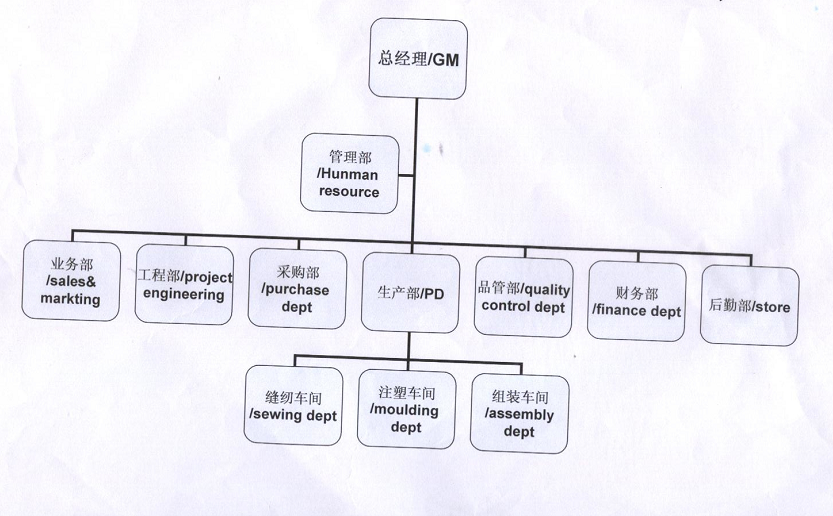 总经理/GM
管理部
/Hunman
resource
业务部
/sales&
markting
工程部/project
engineering
采购部
/purchase
dept
生产部/PD
品管部/quality
control dept
财务部
/finance dept
后勤部/store
缝纫车间
/sewing dept
注塑车间
/moulding
dept
组装车间
/assembly
dept